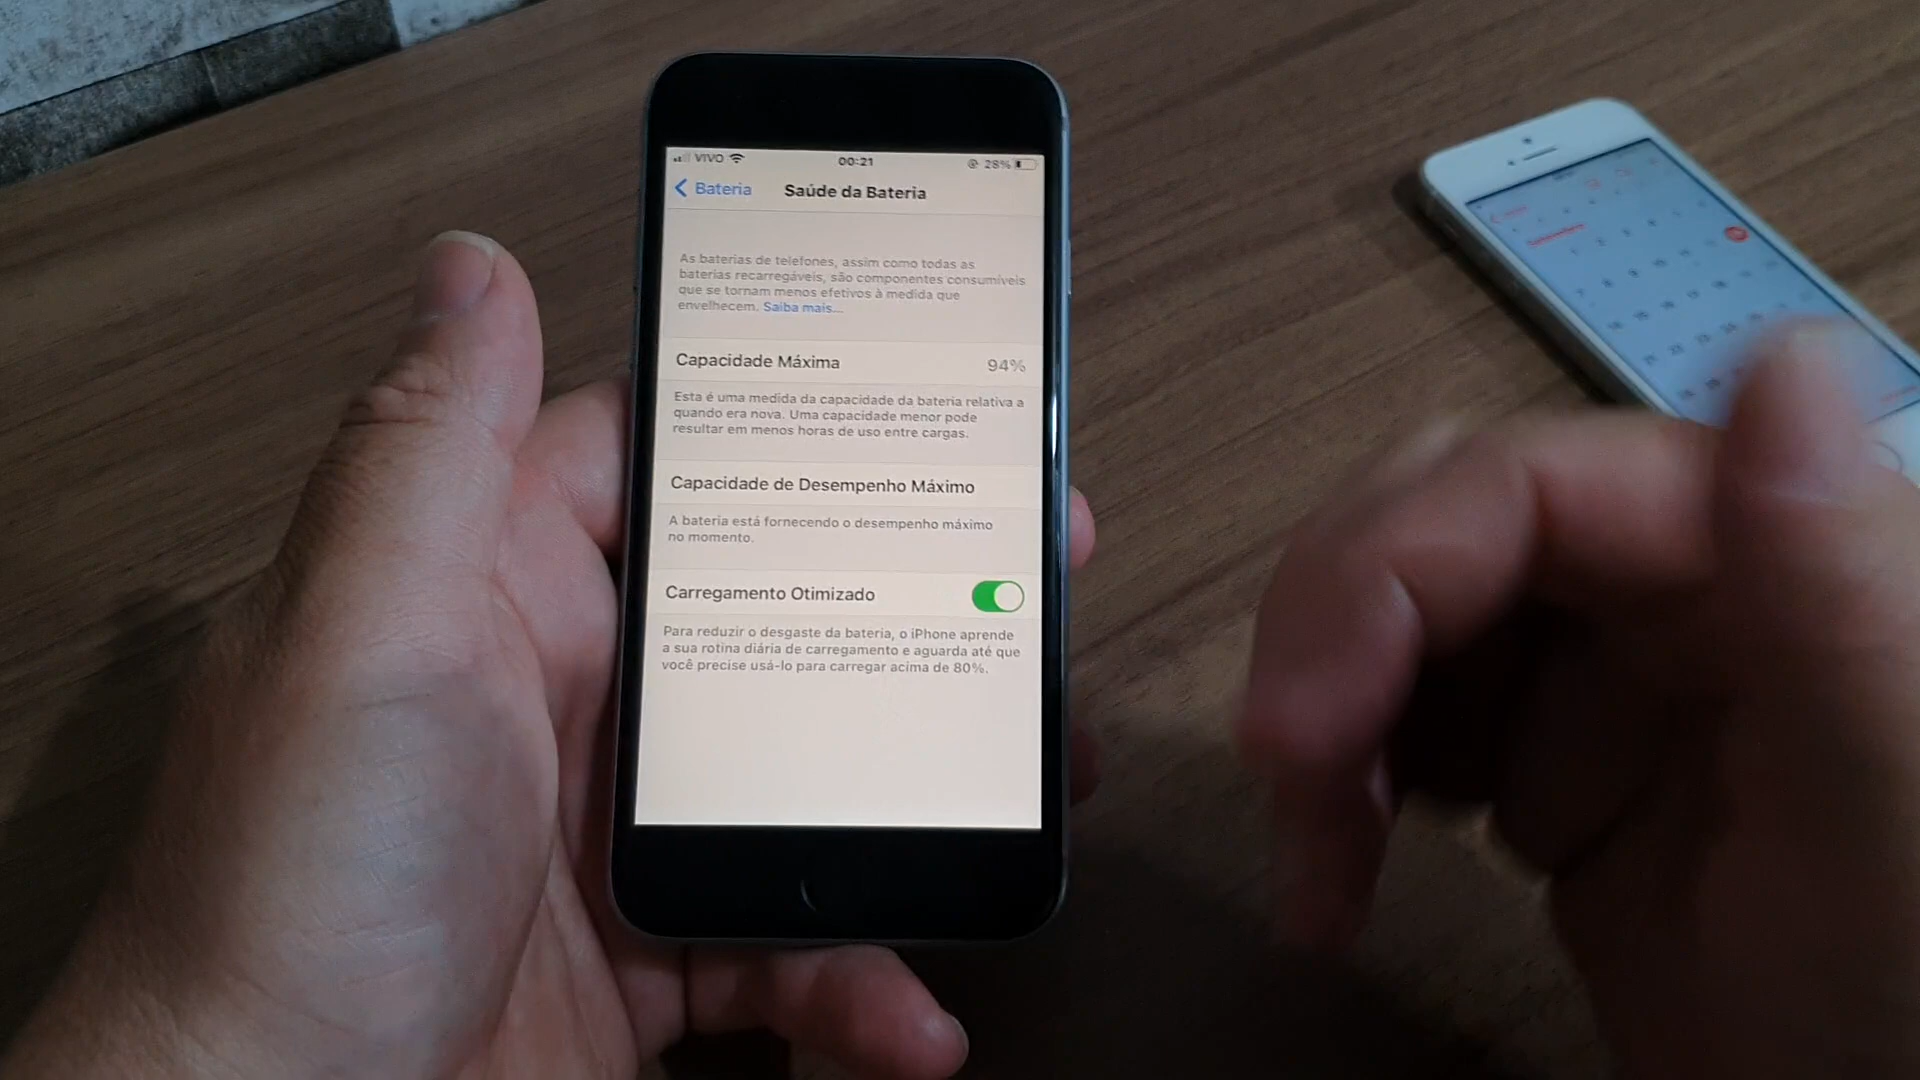 VIVO 00:21 28%
Bateria Saúde da Bateria
As baterias de telefones, assim como todas as
baterias recarregáveis, são componentes consumíveis
que se tornam menos efetivos à medida que
envelhecem. Saiba mais...
Capacidade Máxima 94%
Esta é uma medida da capacidade da bateria relativa a
quando era nova. Uma capacidade menor pode
resultar em menos horas de uso entre cargas.
Capacidade de Desempenho Máximo
A bateria está fornecendo o desempenho máximo
no momento.
Carregamento Otimizado
Para reduzir o desgaste da bateria, o iPhone aprende
a sua rotina diária de carregamento e aguarda até que
você precise usá-lo para carregar acima de 80%.